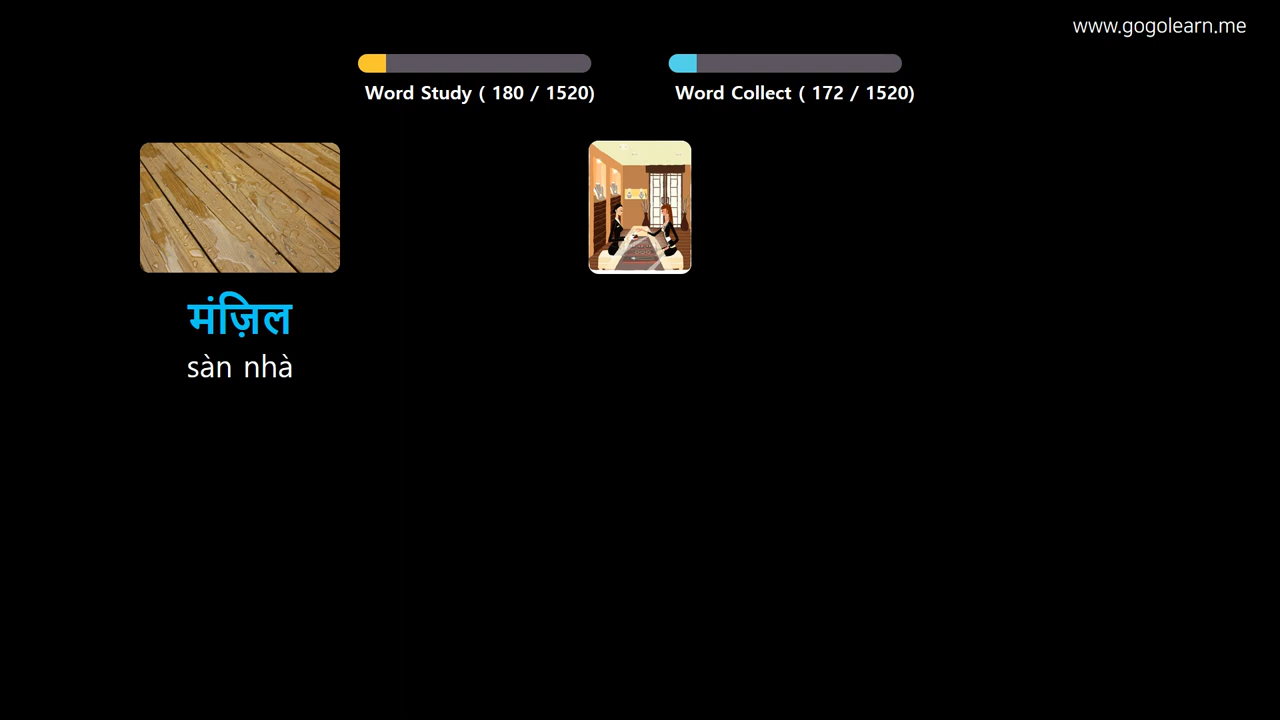 www.gogolearn.me
Word Study ( 180 / 1520)
Word Collect ( 172 / 1520)
मंज़िल
sàn nhà